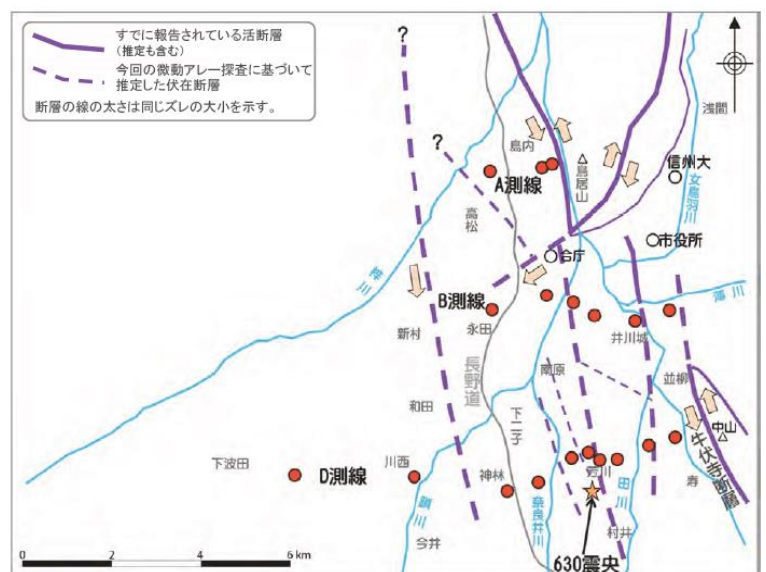 すでに報告されている活断層
(推定も含む)
今回の微動アレー探査に基づいて
推定した伏在断層
断層の線の太さは同じズレの大小を示す。
?
浅間
島内
?
信州大
鳥居山
A測線
女鳥羽川
高松
市役所
合庁
梓川
B測線
薄川
新村
永田
井川城
長野道
南原
並柳
和田
下二子
中山
牛伏寺断層
下波田
川西
D測線
神林
芳川
寿
鎖川
奈良井川
田川
今井
村井
0 2 4 6 km
630震央